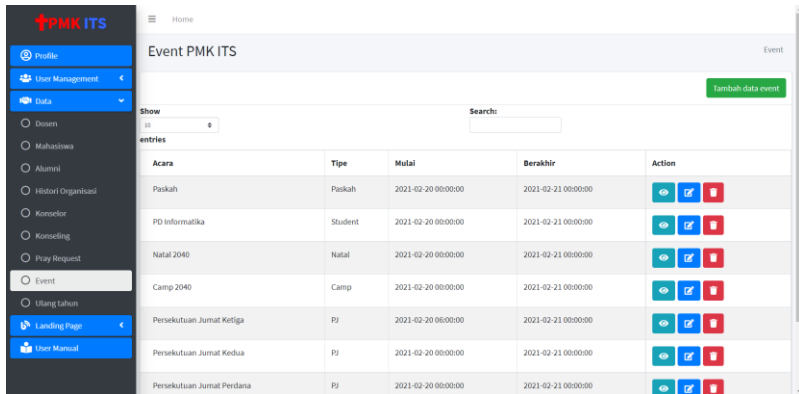 PMK ITS
Home
Profile
User Management
Data
Dosen
Mahasiswa
Alumni
Histori Organisasi
Konselor
Konseling
Pray Request
Event
Ulang tahun
Landing Page
User Manual
Event PMK ITS
Event
Tambah data event
Show
10
entries
Search:
Acara Tipe Mulai Berakhir Action
Paskah Paskah 2021-02-20 00:00:00 2021-02-21 00:00:00
PD Informatika Student 2021-02-20 00:00:00 2021-02-21 00:00:00
Natal 2040 Natal 2021-02-20 00:00:00 2021-02-21 00:00:00
Camp 2040 Camp 2021-02-20 00:00:00 2021-02-21 00:00:00
Persekutuan Jumat Ketiga PJ 2021-02-20 06:00:00 2021-02-21 00:00:00
Persekutuan Jumat Kedua PJ 2021-02-20 00:00:00 2021-02-21 00:00:00
Persekutuan Jumat Perdana PJ 2021-02-20 00:00:00 2021-02-21 00:00:00